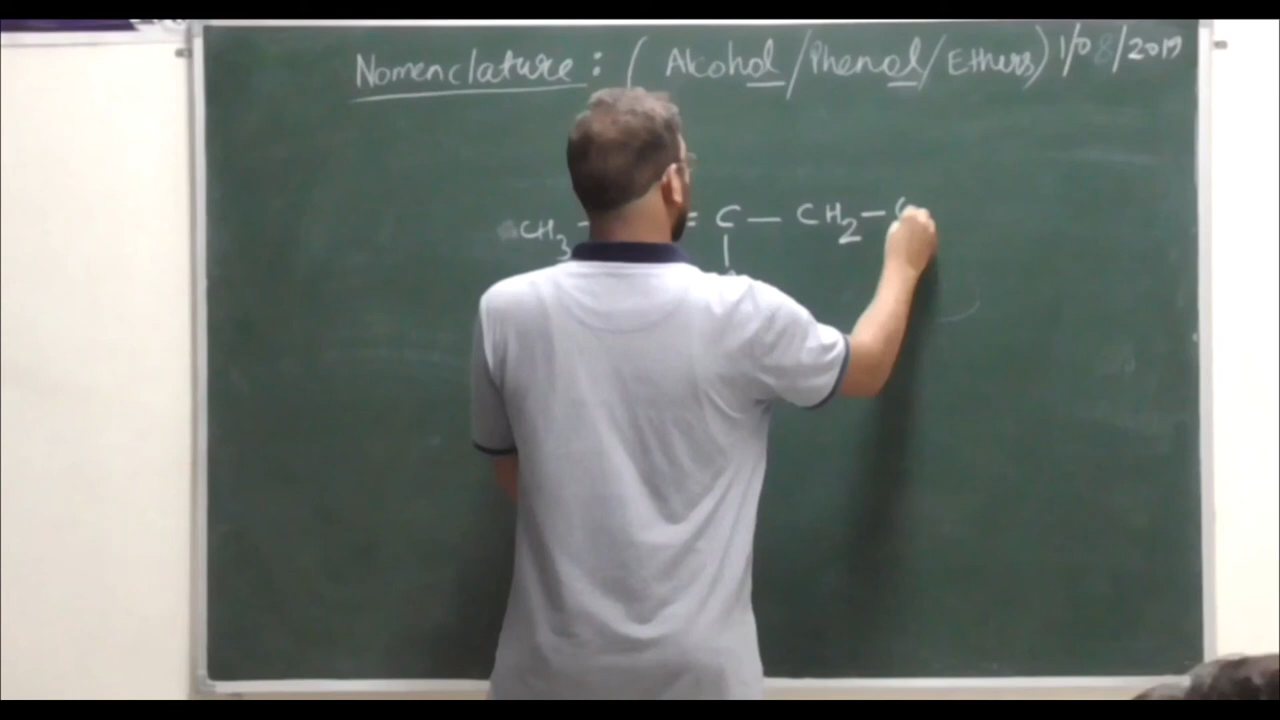 Nomenclature: ( Alcohol/Phenol/Ethers) 1/08/2019
CH3 - = C — CH2 - C